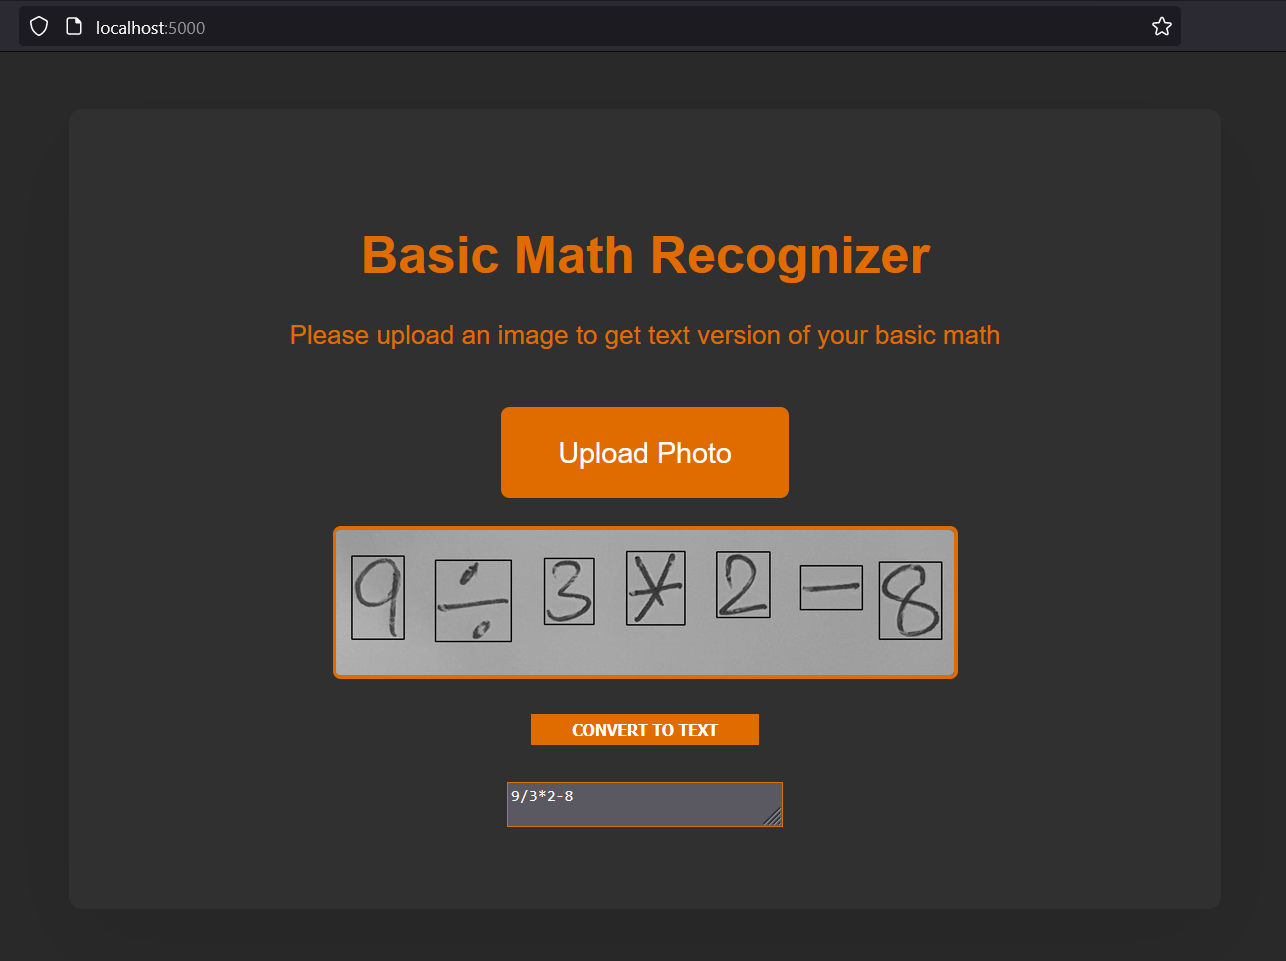 localhost:5000
Basic Math Recognizer
Please upload an image to get text version of your basic math
Upload Photo
9 ÷ 3 * 2 - 8
CONVERT TO TEXT
9/3*2-8